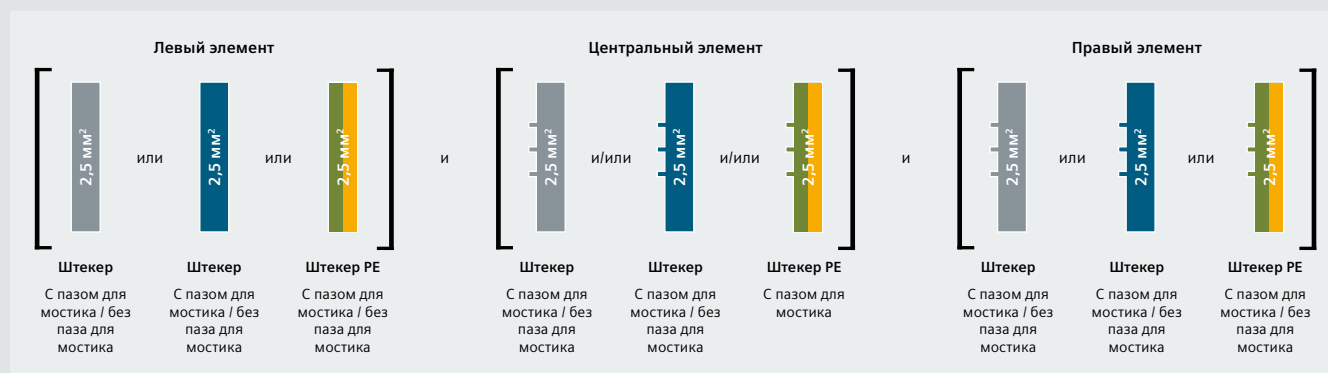 Левый элемент
2,5 мм²
или
2,5 мм²
или
2,5 мм²
Штекер
Штекер
Штекер PE
С пазом для
мостика / без
паза для
мостика
С пазом для
мостика / без
паза для
мостика
С пазом для
мостика / без
паза для
мостика
и
Центральный элемент
2,5 мм²
и/или
2,5 мм²
и/или
2,5 мм²
Штекер
Штекер
Штекер PE
С пазом для
мостика / без
паза для
мостика
С пазом для
мостика / без
паза для
мостика
С пазом для
мостика
и
Правый элемент
2,5 мм²
или
2,5 мм²
или
2,5 мм²
Штекер
Штекер
Штекер PE
С пазом для
мостика / без
паза для
мостика
С пазом для
мостика / без
паза для
мостика
С пазом для
мостика / без
паза для
мостика